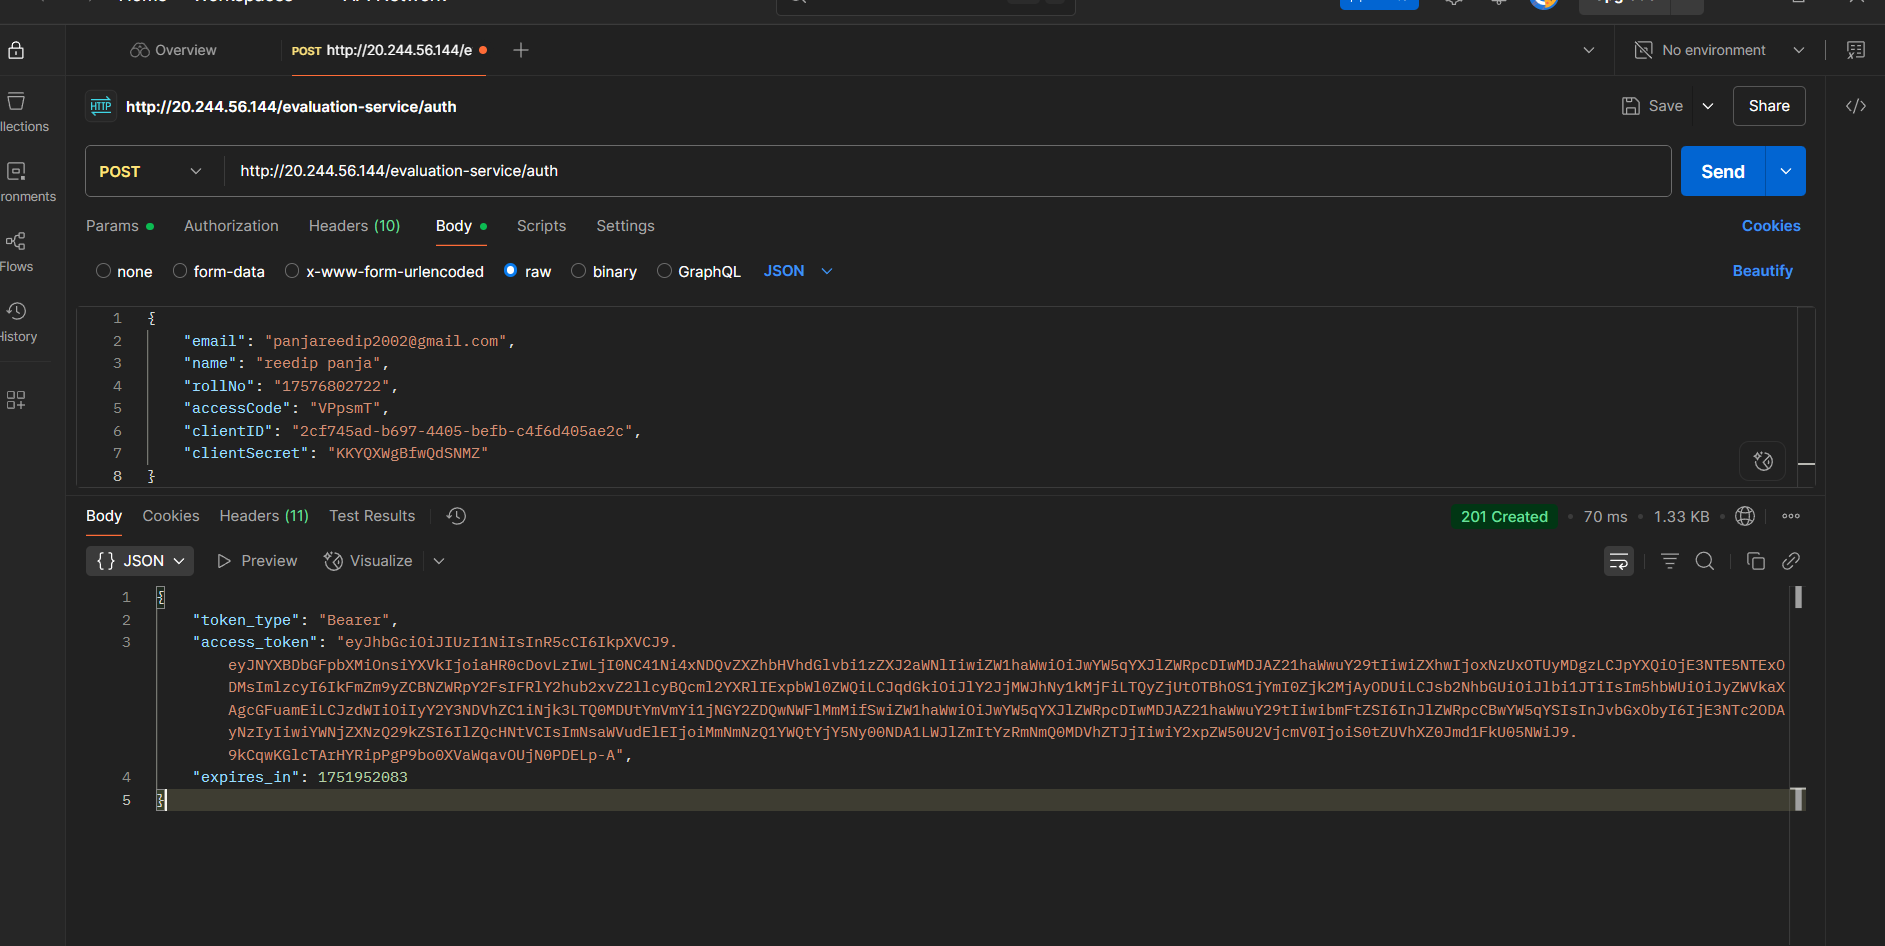 Overview
POST http://20.244.56.144/e
No environment
llections
ronments
Flows
History
HTTP http://20.244.56.144/evaluation-service/auth
Save
Share
POST
http://20.244.56.144/evaluation-service/auth
Send
Params
Authorization
Headers (10)
Body
Scripts
Settings
Cookies
none
form-data
x-www-form-urlencoded
raw
binary
GraphQL
JSON
Beautify
1 {
2 "email": "panjareedip2002@gmail.com",
3 "name": "reedip panja",
4 "rollNo": "17576802722",
5 "accessCode": "VPpsmT",
6 "clientID": "2cf745ad-b697-4405-befb-c4f6d405ae2c",
7 "clientSecret": "KKYQXWgBfwQdSNMZ"
8 }
Body
Cookies
Headers (11)
Test Results
201 Created
70 ms
1.33 KB
{} JSON
Preview
Visualize
1 {
2 "token_type": "Bearer",
3 "access_token": "eyJhbGciOiJIUzI1NiIsInR5cCI6IkpXVCJ9.
eyJNYXBDbGFpbXMiOnsiYXVkIjoiaHR0cDovLzIwLjI0NC41Ni4xNDQvZXZhbHVhdGlvbi1zZXJ2aWNlIiwiZW1haWwiOiJwYW5qYXJlZWRpcDIwMDJAZ21haWwuY29tIiwiZXhwIjoxNzUxOTUyMDgzLCJpYXQiOjE3NTE5NTExO
DMsImlzcyI6IkFmZm9yZCBNZWRpY2FsIFRlY2hub2xvZ2llcyBQcml2YXRlIExpbWl0ZWQiLCJqdGkiOiJlY2JjMWJhNy1kMjFiLTQyZjUtOTBhOS1jYmI0Zjk2MjAyODUiLCJsb2NhbGUiOiJlbi1JTiIsIm5hbWUiOiJyZWVkaX
AgcGFuamEiLCJzdWIiOiIyY2Y3NDVhZC1iNjk3LTQ0MDUtYmVmYi1jNGY2ZDQwNWFlMmMifSwiZW1haWwiOiJwYW5qYXJlZWRpcDIwMDJAZ21haWwuY29tIiwibmFtZSI6InJlZWRpcCBwYW5qYSIsInJvbGxObyI6IjE3NTc2ODAy
NzIyIiwiYWNjZXNzQ29kZSI6IlZQcHNtVCIsImNsaWVudElEIjoiMmNmNzQ1YWQtYjY5Ny00NDA1LWJlZmItYzRmNmQ0MDVhZTJjIiwiY2xpZW50U2VjcmV0IjoiS0tZUVhXZ0Jmd1FkU05NWiJ9.
9kCqwKGlcTArHYRipPgP9bo0XVaWqavOUjN0PDELp-A",
4 "expires_in": 1751952083
5 }